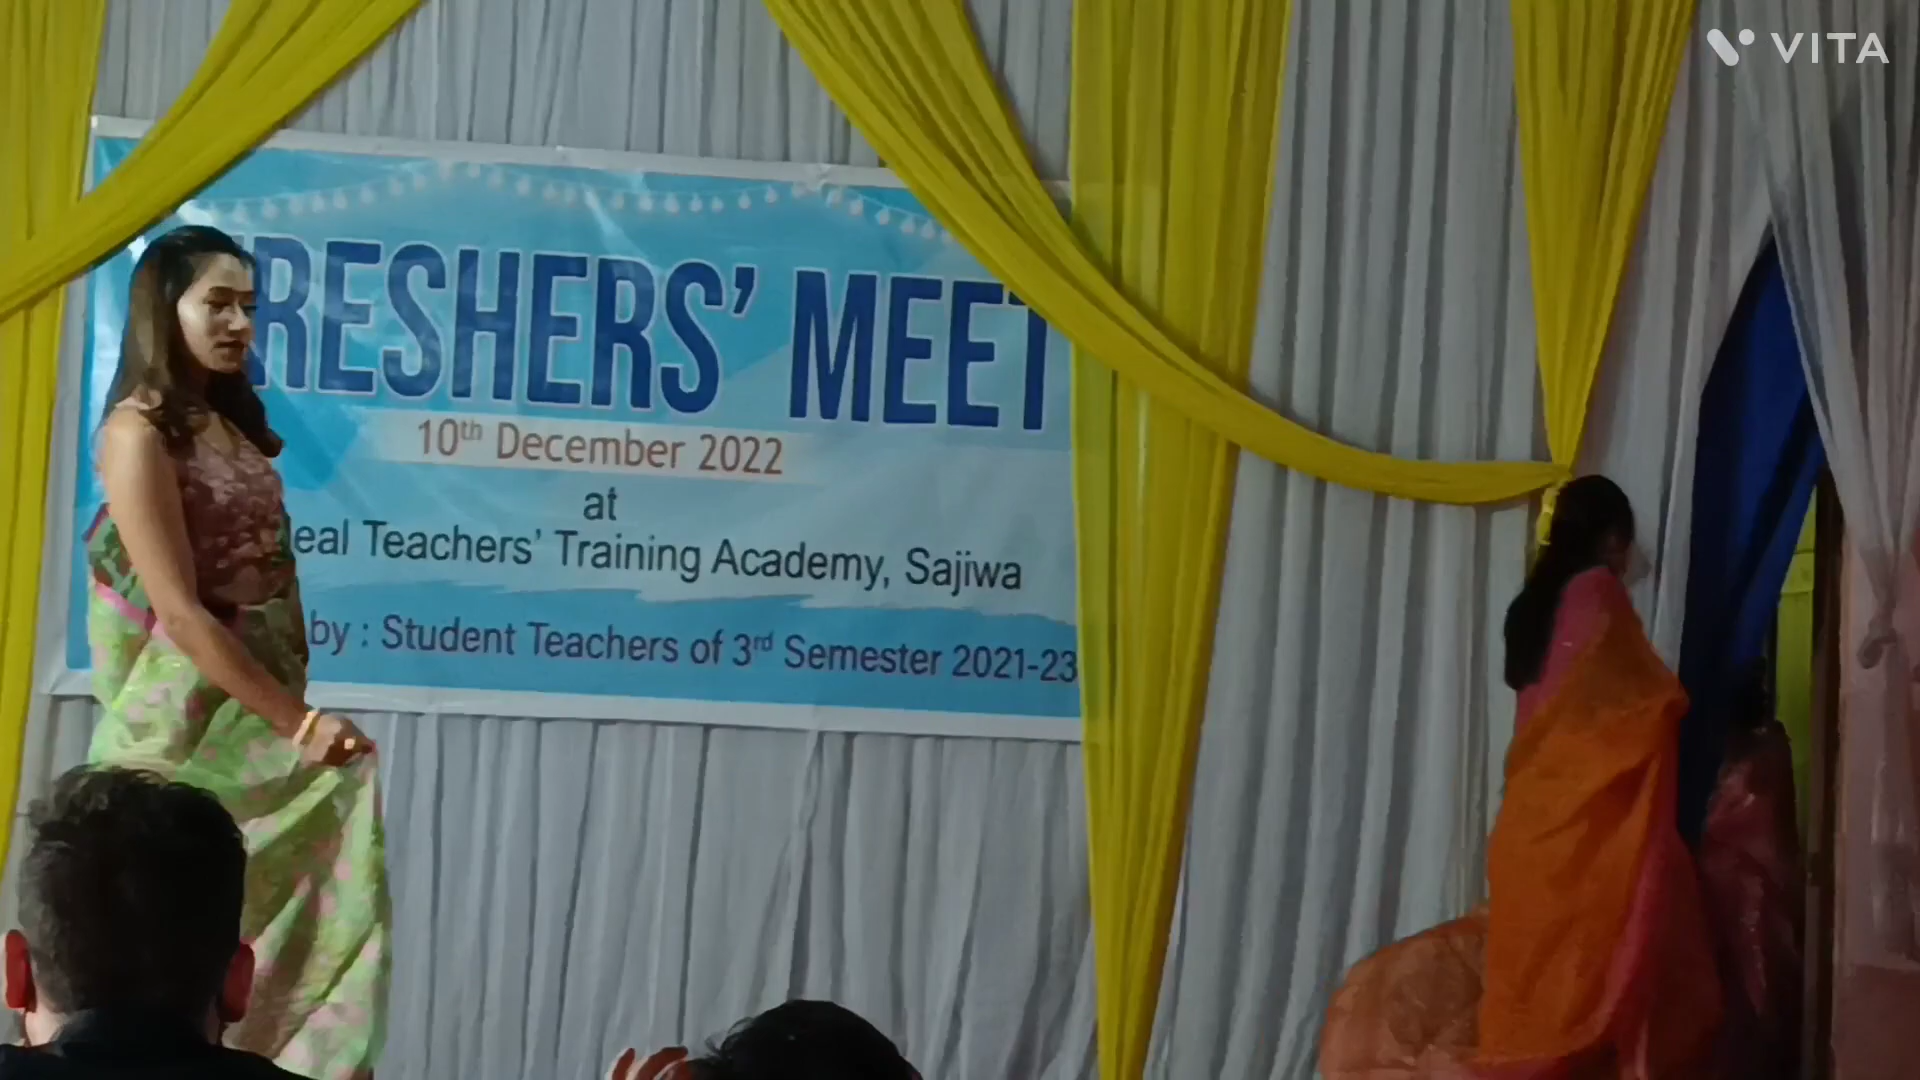 VITA
RESHERS' MEET
10th December 2022
at
eal Teachers' Training Academy, Sajiwa
by : Student Teachers of 3rd Semester 2021-23